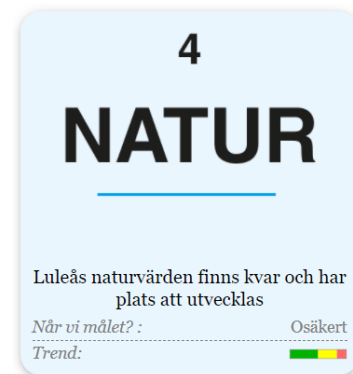 4
NATUR
Luleås naturvärden finns kvar och har
plats att utvecklas
Når vi målet? : Osäkert
Trend: